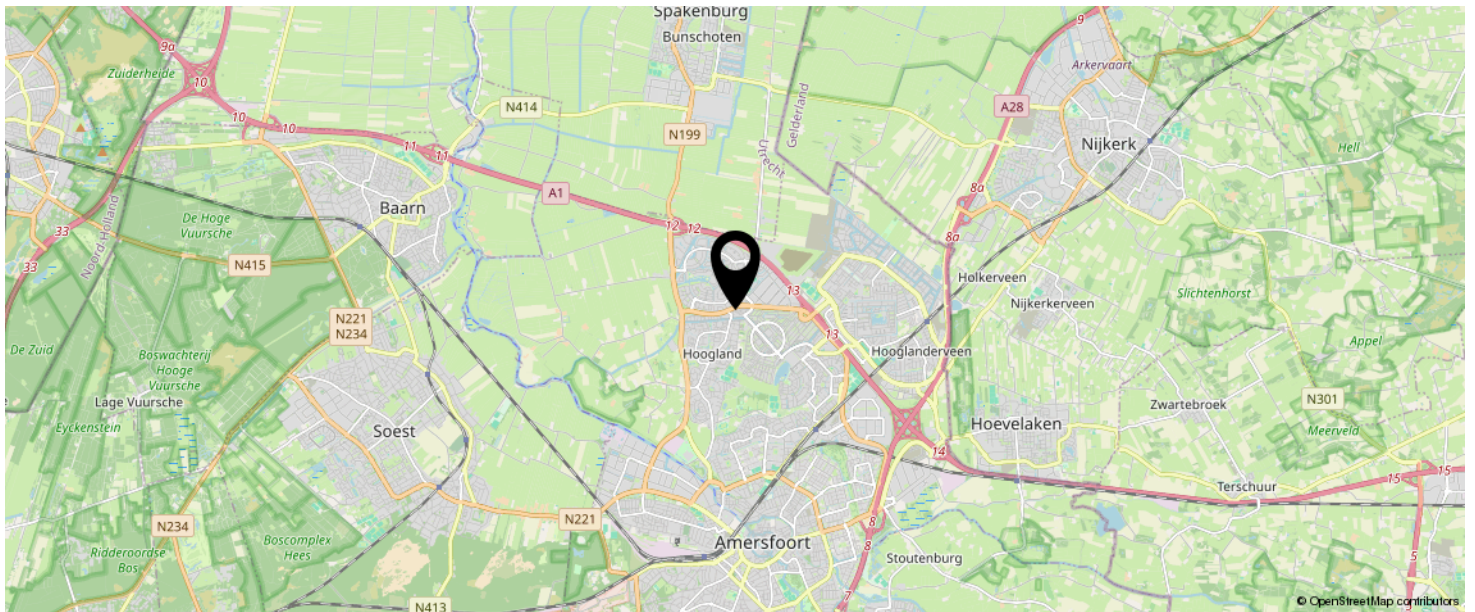 Spakenburg
Bunschoten
9
9a
Zuiderheide
Arkervaart
10
N414
A28
10
10
N199
Gelderland
Utrecht
11
11
Nijkerk
Hell
A1
8a
Baarn
De Hoge
Vuursche
12
12
33
8a
33
Noord-Holland
N415
Holkerveen
13
Nijkerkerveen
Slichtenhorst
N221
N234
13
De Zuid
Boswachterij
Hooge
Vuursche
Hoogland
Hooglanderveen
Appel
Lage Vuursche
N301
Zwartebroek
Eyckenstein
Soest
Hoevelaken
Meerveld
14
15
15
Terschuur
N234
N221
8
Boscomplex
Hees
Amersfoort
8
Ridderoordse
Bos
Stoutenburg
5
7
N413
© OpenStreetMap contributors